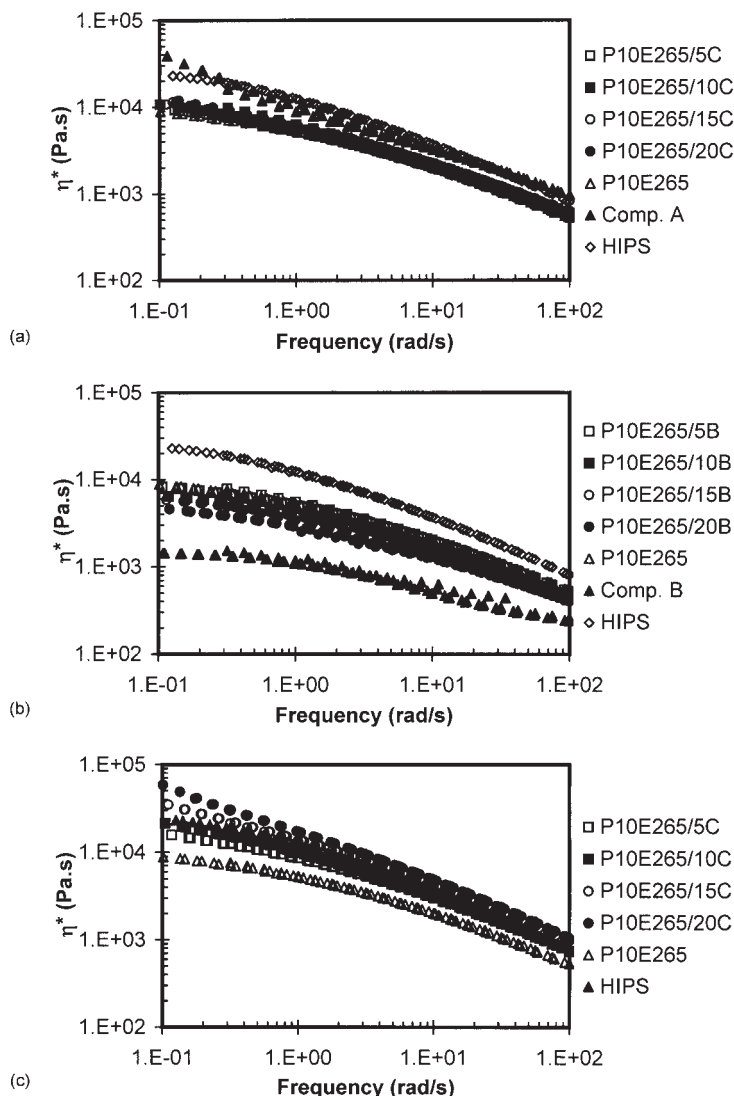 1.E+05
1.E+04
1.E+03
1.E+02
η* (Pa.s)
1.E-01 1.E+00 1.E+01 1.E+02
Frequency (rad/s)
P10E265/5C
P10E265/10C
P10E265/15C
P10E265/20C
P10E265
Comp. A
HIPS
(a)
1.E+05
1.E+04
1.E+03
1.E+02
η* (Pa.s)
1.E-01 1.E+00 1.E+01 1.E+02
Frequency (rad/s)
P10E265/5B
P10E265/10B
P10E265/15B
P10E265/20B
P10E265
Comp. B
HIPS
(b)
1.E+05
1.E+04
1.E+03
1.E+02
η* (Pa.s)
1.E-01 1.E+00 1.E+01 1.E+02
Frequency (rad/s)
P10E265/5C
P10E265/10C
P10E265/15C
P10E265/20C
P10E265
HIPS
(c)